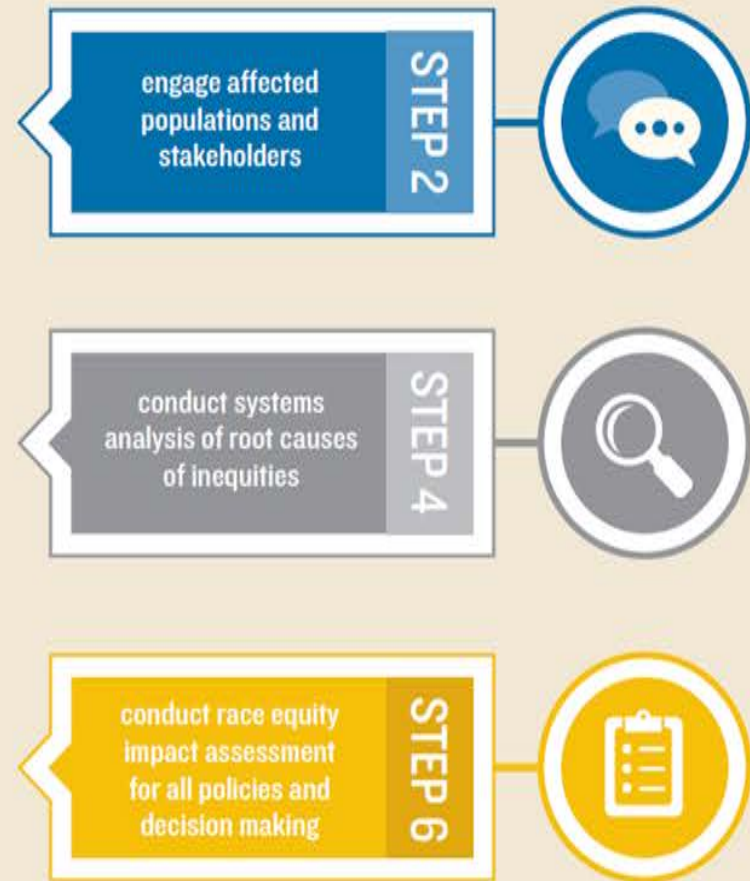 engage affected
populations and
stakeholders
STEP 2
conduct systems
analysis of root causes
of inequities
STEP 4
conduct race equity
impact assessment
for all policies and
decision making
STEP 6